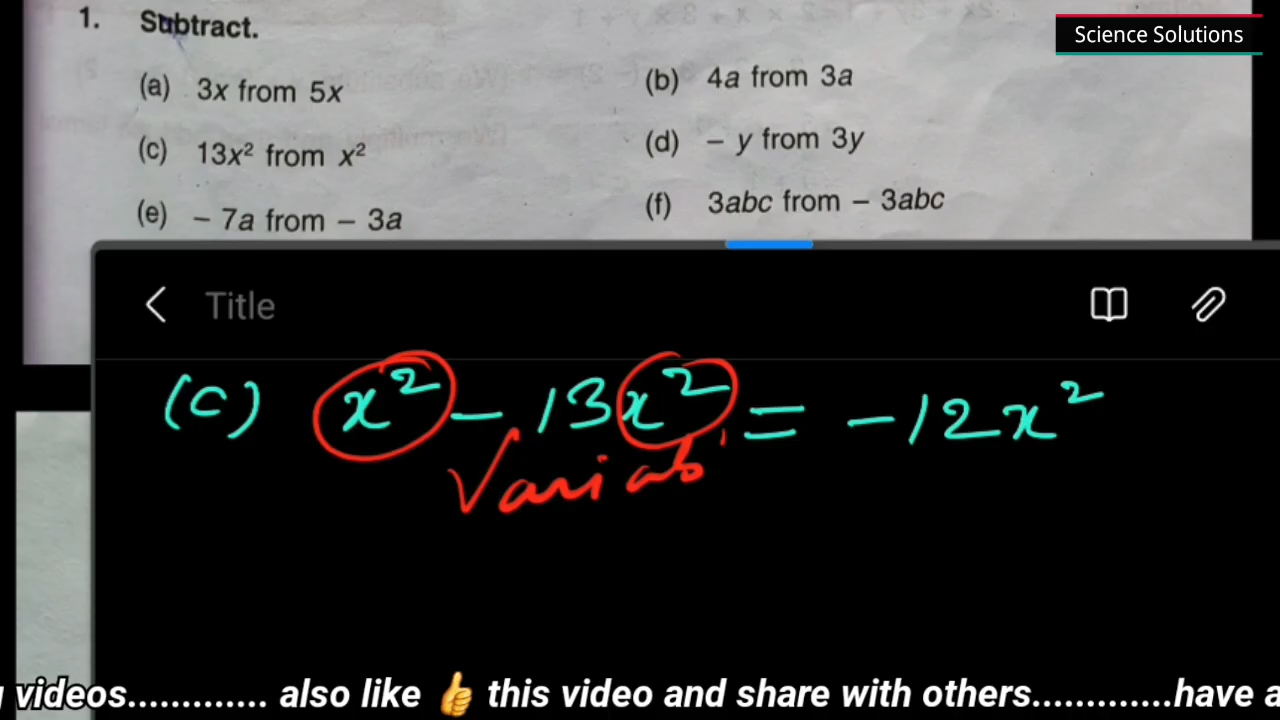 1. Subtract.
Science Solutions
(a) 3x from 5x
(b) 4a from 3a
(c) 13x² from x²
(d) – y from 3y
(e) – 7a from – 3a
(f) 3abc from – 3abc
Title
(c) x² – 13x² = –12x²
Variab
videos............. also like 👍 this video and share with others.............have a